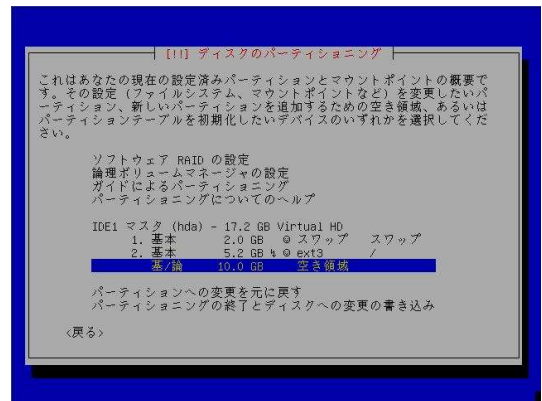 [!!] ディスクのパーティショニング
これはあなたの現在の設定済みパーティションとマウントポイントの概要で
す。その設定 (ファイルシステム、マウントポイントなど) を変更したいパ
ーティション、新しいパーティションを追加するための空き領域、あるいは
パーティションテーブルを初期化したいデバイスのいずれかを選択してくだ
さい。
ソフトウェア RAID の設定
論理ボリュームマネージャの設定
ガイドによるパーティショニング
パーティショニングについてのヘルプ
IDE1 マスタ (hda) - 17.2 GB Virtual HD
1. 基本 2.0 GB スワップ スワップ
2. 基本 5.2 GB ext3 /
基/論 10.0 GB 空き領域
パーティションへの変更を元に戻す
パーティショニングの終了とディスクへの変更の書き込み
<戻る>